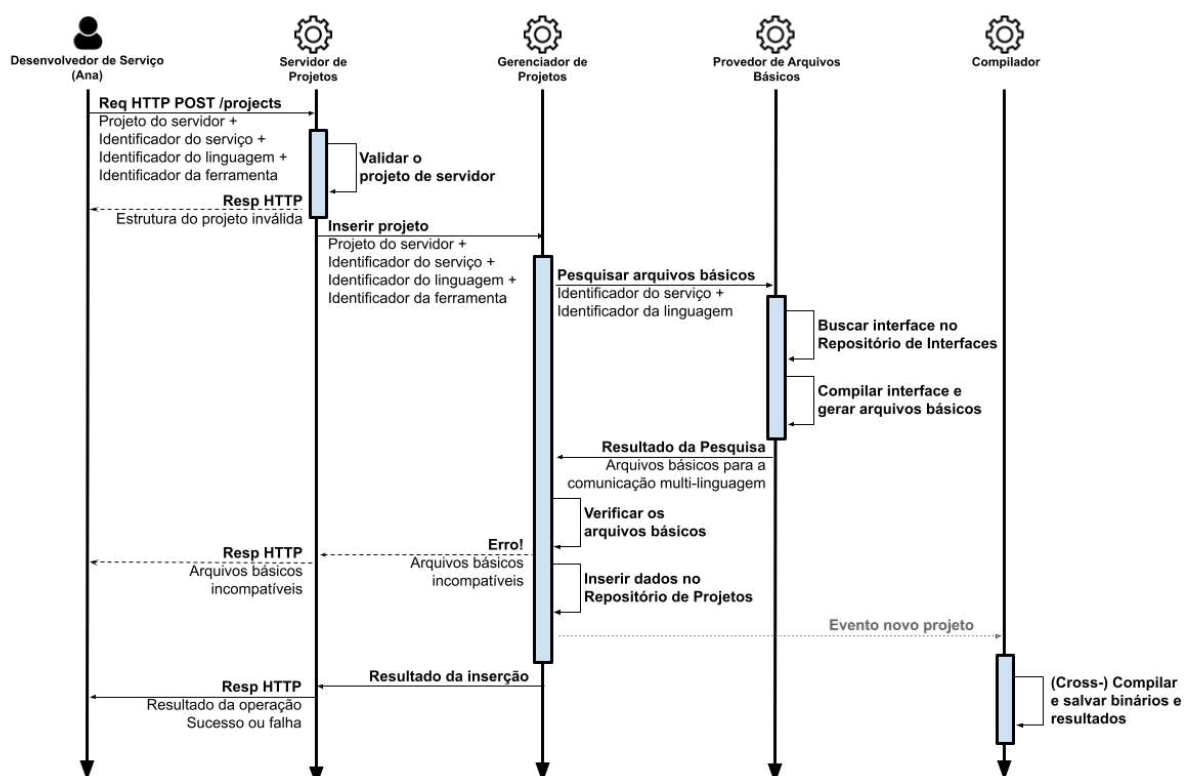 Desenvolvedor de Serviço
(Ana)
Servidor de
Projetos
Gerenciador de
Projetos
Provedor de Arquivos
Básicos
Compilador
Req HTTP POST /projects
Projeto do servidor +
Identificador do serviço +
Identificador do linguagem +
Identificador da ferramenta
Validar o
projeto de servidor
Resp HTTP
Estrutura do projeto inválida
Inserir projeto
Projeto do servidor +
Identificador do serviço +
Identificador do linguagem +
Identificador da ferramenta
Pesquisar arquivos básicos
Identificador do serviço +
Identificador da linguagem
Buscar interface no
Repositório de Interfaces
Compilar interface e
gerar arquivos básicos
Resultado da Pesquisa
Arquivos básicos para a
comunicação multi-linguagem
Verificar os
arquivos básicos
Erro!
Arquivos básicos
incompatíveis
Resp HTTP
Arquivos básicos
incompatíveis
Inserir dados no
Repositório de Projetos
Evento novo projeto
Resultado da inserção
Resp HTTP
Resultado da operação
Sucesso ou falha
(Cross-) Compilar
e salvar binários e
resultados